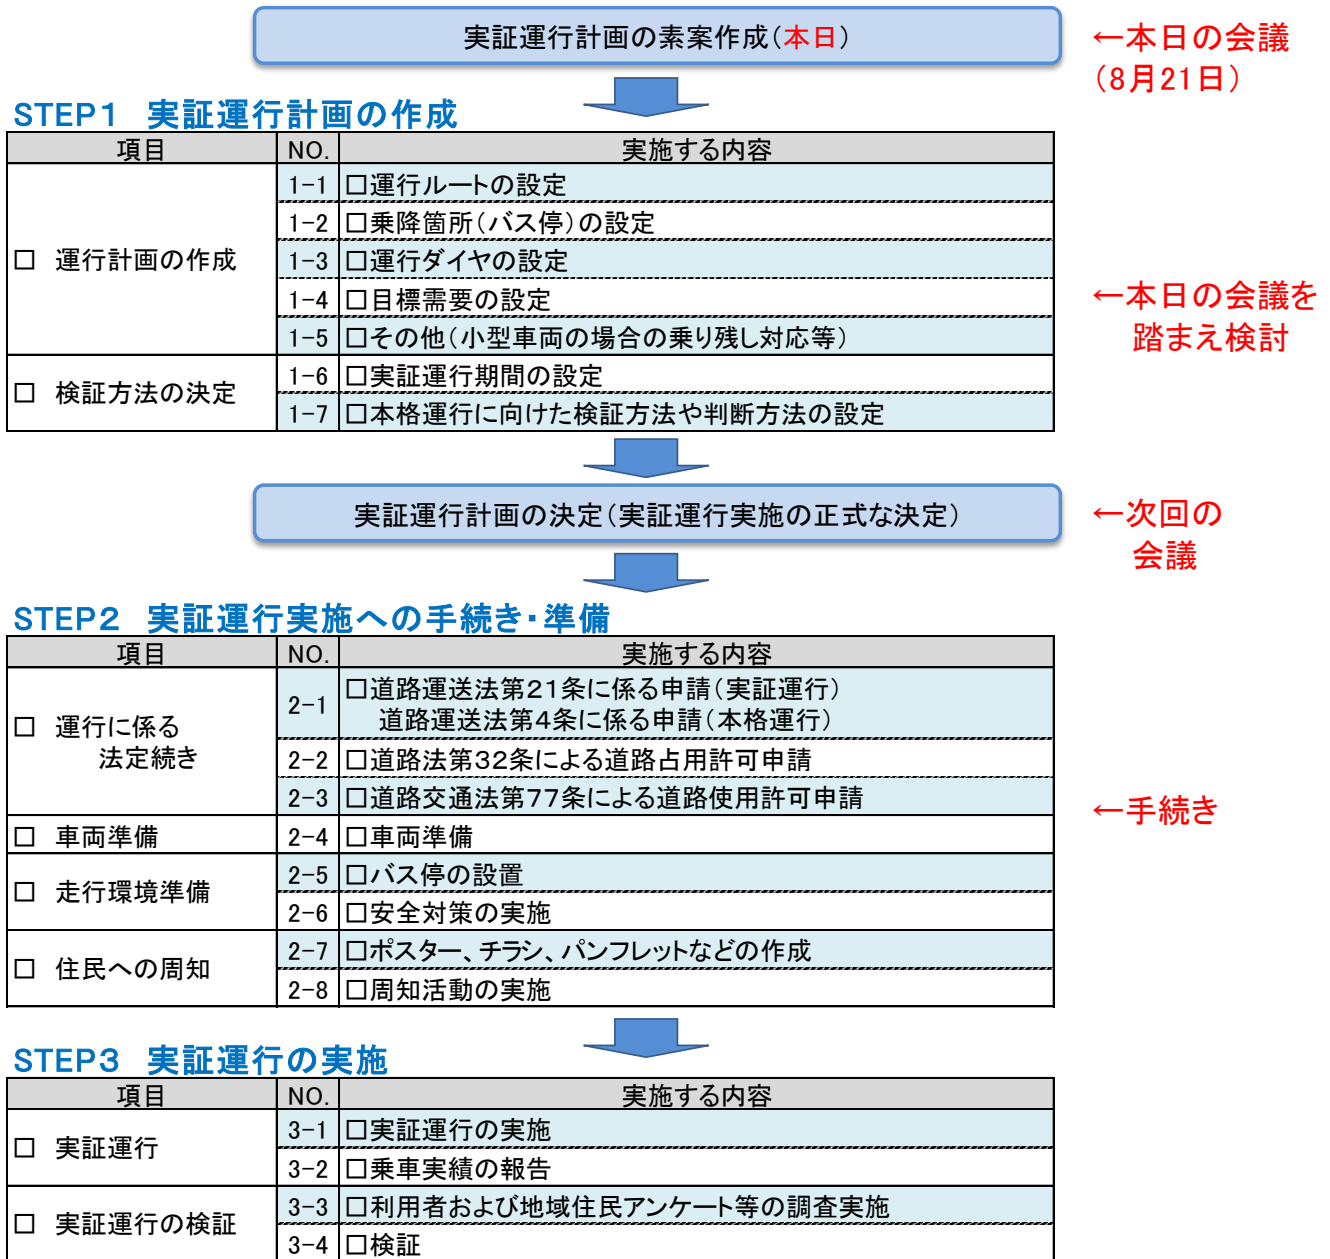 実証運行計画の素案作成（本日）
←本日の会議
（8月21日）
STEP1　実証運行計画の作成
項目 NO. 実施する内容
□　運行計画の作成
1-1 □運行ルートの設定
1-2 □乗降箇所（バス停）の設定
1-3 □運行ダイヤの設定
1-4 □目標需要の設定
1-5 □その他（小型車両の場合の乗り残し対応等）
←本日の会議を
踏まえ検討
□　検証方法の決定
1-6 □実証運行期間の設定
1-7 □本格運行に向けた検証方法や判断方法の設定
実証運行計画の決定（実証運行実施の正式な決定）
←次回の
会議
STEP2　実証運行実施への手続き・準備
項目 NO. 実施する内容
□　運行に係る
法定続き
2-1 □道路運送法第21条に係る申請（実証運行）
道路運送法第4条に係る申請（本格運行）
2-2 □道路法第32条による道路占用許可申請
2-3 □道路交通法第77条による道路使用許可申請
←手続き
□　車両準備
2-4 □車両準備
□　走行環境準備
2-5 □バス停の設置
2-6 □安全対策の実施
□　住民への周知
2-7 □ポスター、チラシ、パンフレットなどの作成
2-8 □周知活動の実施
STEP3　実証運行の実施
項目 NO. 実施する内容
□　実証運行
3-1 □実証運行の実施
3-2 □乗車実績の報告
□　実証運行の検証
3-3 □利用者および地域住民アンケート等の調査実施
3-4 □検証